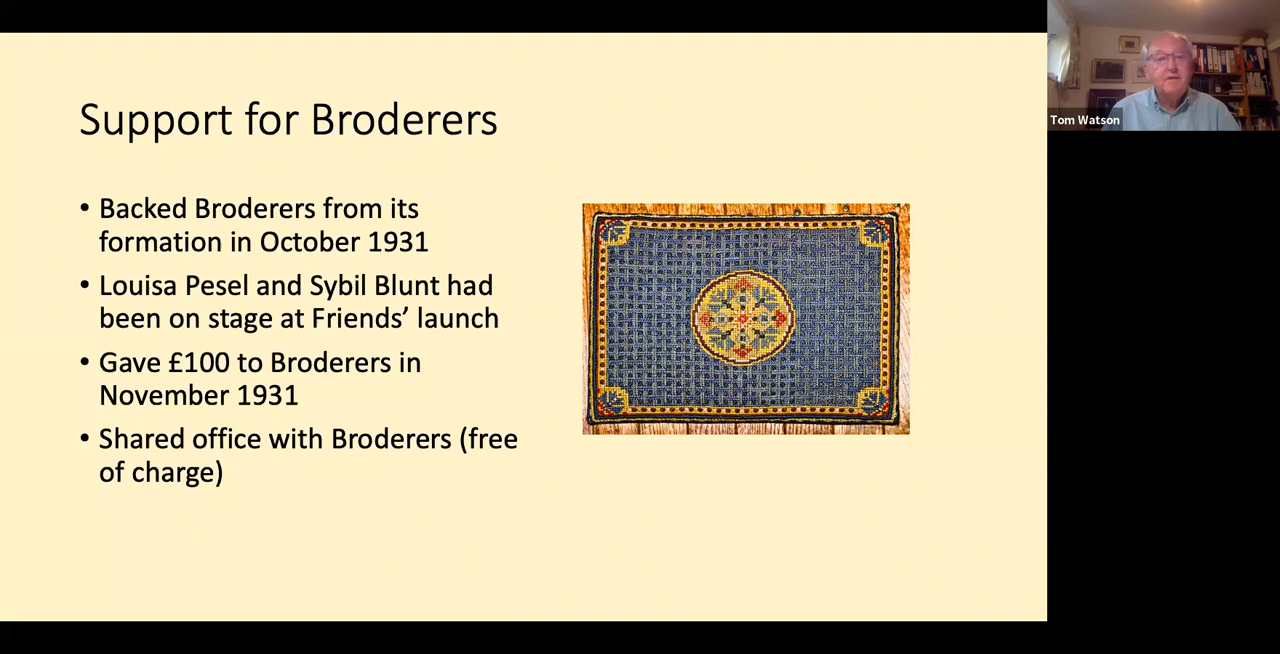 Support for Broderers
• Backed Broderers from its
formation in October 1931
• Louisa Pesel and Sybil Blunt had
been on stage at Friends’ launch
• Gave £100 to Broderers in
November 1931
• Shared office with Broderers (free
of charge)
Tom Watson